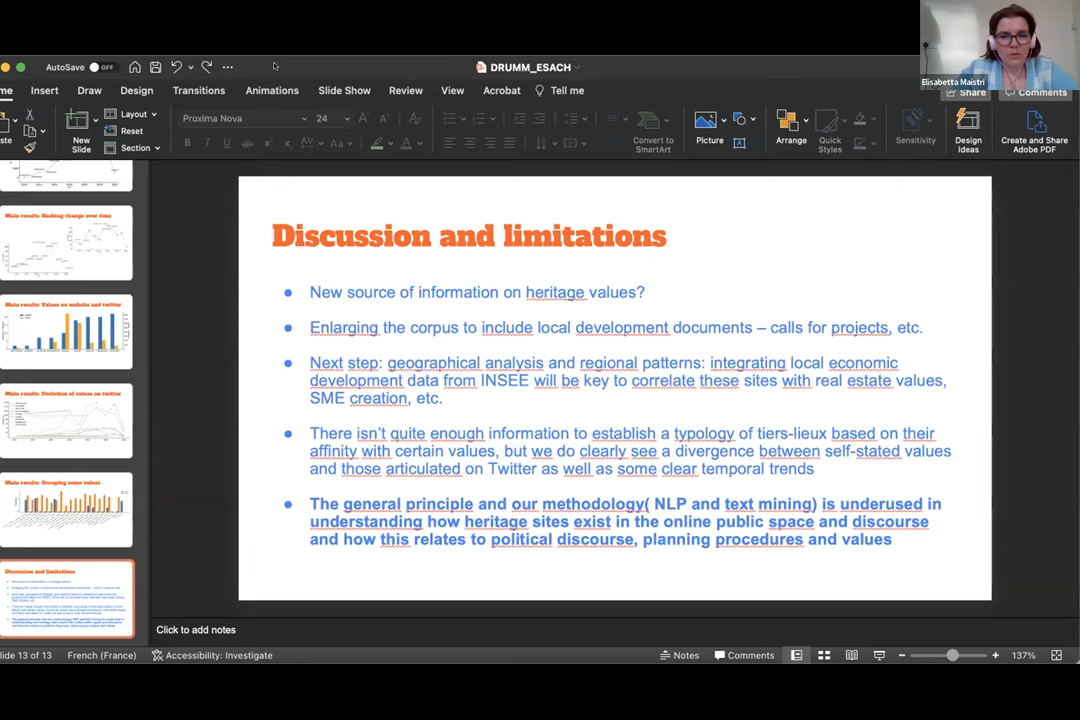 AutoSave OFF
DRUMM_ESACH
Elisabetta Maistri
me Insert Draw Design Transitions Animations Slide Show Review View Acrobat Tell me
Share Comments
ste
New Slide
Layout
Reset
Section
Proxima Nova 24
Convert to SmartArt
Picture
Arrange
Quick Styles
Sensitivity
Design Ideas
Create and Share Adobe PDF
Main results: Hashtag change over time
Main results: Values on website and twitter
Main results: Evolution of values on twitter
Main results: Grouping some values
Discussion and limitations
Discussion and limitations
● New source of information on heritage values?
● Enlarging the corpus to include local development documents – calls for projects, etc.
● Next step: geographical analysis and regional patterns: integrating local economic
development data from INSEE will be key to correlate these sites with real estate values,
SME creation, etc.
● There isn't quite enough information to establish a typology of tiers-lieux based on their
affinity with certain values, but we do clearly see a divergence between self-stated values
and those articulated on Twitter as well as some clear temporal trends
● The general principle and our methodology( NLP and text mining) is underused in
understanding how heritage sites exist in the online public space and discourse
and how this relates to political discourse, planning procedures and values
Click to add notes
lide 13 of 13 French (France) Accessibility: Investigate Notes Comments 137%